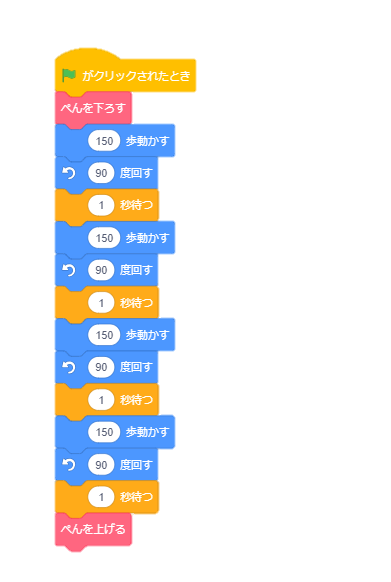 がクリックされたとき
ぺんを下ろす
150 歩動かす
90 度回す
1 秒待つ
150 歩動かす
90 度回す
1 秒待つ
150 歩動かす
90 度回す
1 秒待つ
150 歩動かす
90 度回す
1 秒待つ
ぺんを上げる